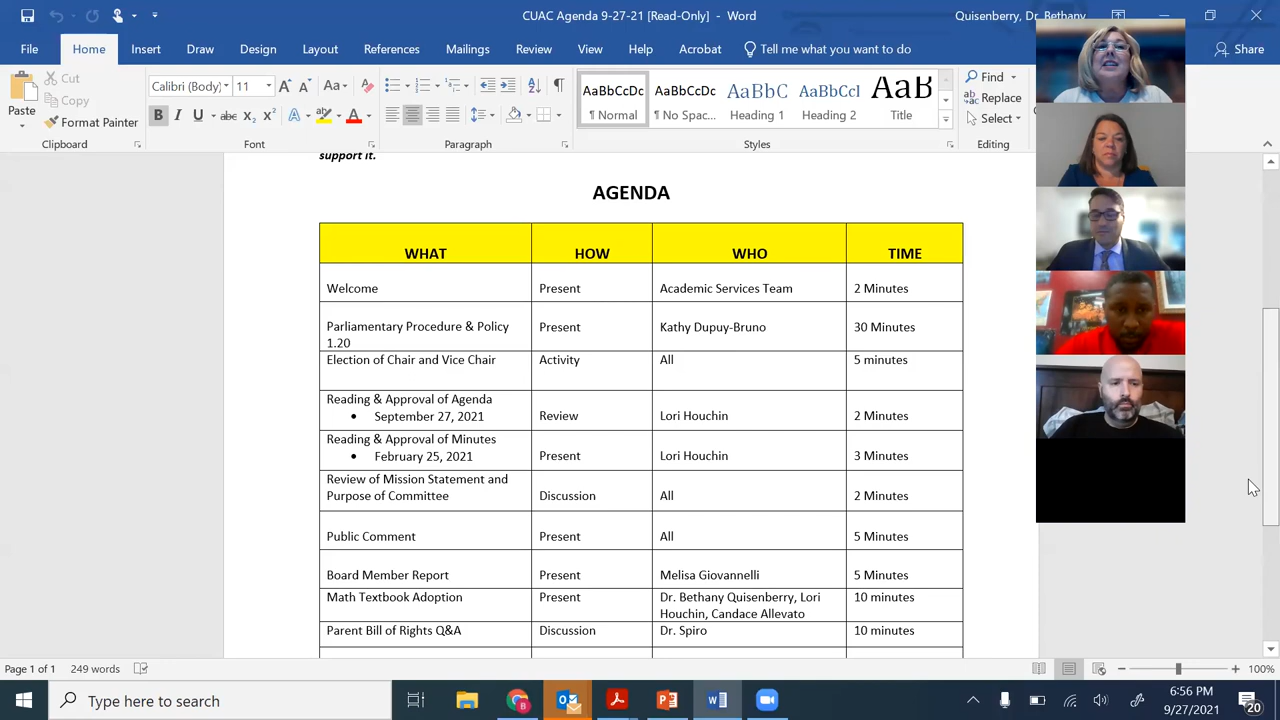 CUAC Agenda 9-27-21 [Read-Only] - Word
Quisenberry, Dr. Bethany
File Home Insert Draw Design Layout References Mailings Review View Help Acrobat Tell me what you want to do Share
Paste
Cut
Copy
Format Painter
Clipboard
Calibri (Body) 11
Font
Paragraph
AaBbCcDc AaBbCcDc AaBbC AaBbCcl AaB
¶ Normal ¶ No Spac... Heading 1 Heading 2 Title
Styles
Find
Replace
Select
Editing
support it.
AGENDA
WHAT HOW WHO TIME
Welcome Present Academic Services Team 2 Minutes
Parliamentary Procedure & Policy
1.20 Present Kathy Dupuy-Bruno 30 Minutes
Election of Chair and Vice Chair Activity All 5 minutes
Reading & Approval of Agenda
• September 27, 2021 Review Lori Houchin 2 Minutes
Reading & Approval of Minutes
• February 25, 2021 Present Lori Houchin 3 Minutes
Review of Mission Statement and
Purpose of Committee Discussion All 2 Minutes
Public Comment Present All 5 Minutes
Board Member Report Present Melisa Giovannelli 5 Minutes
Math Textbook Adoption Present Dr. Bethany Quisenberry, Lori
Houchin, Candace Allevato 10 minutes
Parent Bill of Rights Q&A Discussion Dr. Spiro 10 minutes
Page 1 of 1 249 words 100%
Type here to search
6:56 PM
9/27/2021
20